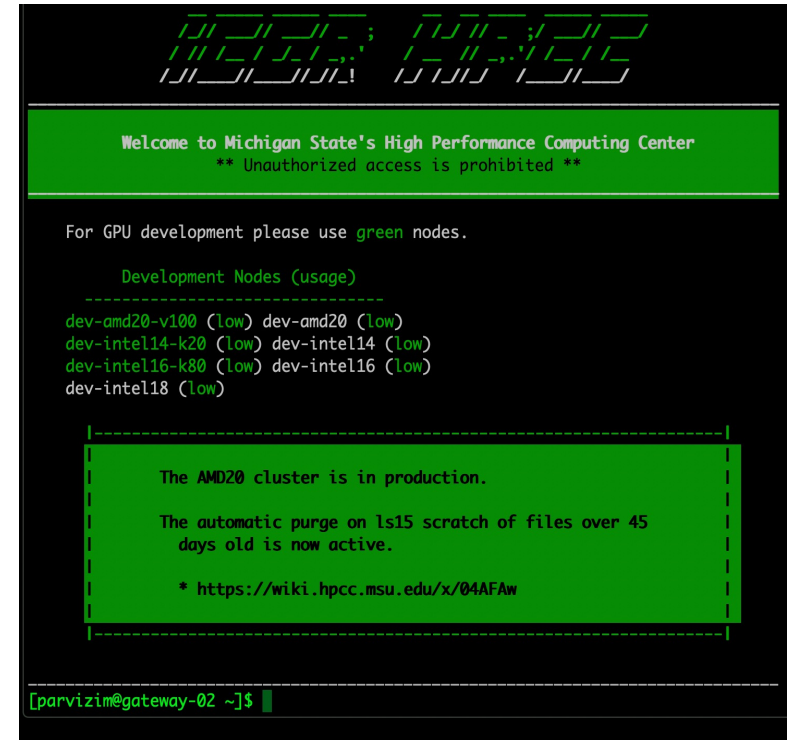 Welcome to Michigan State's High Performance Computing Center
** Unauthorized access is prohibited **
For GPU development please use green nodes.
Development Nodes (usage)
--------------------------------
dev-amd20-v100 (low) dev-amd20 (low)
dev-intel14-k20 (low) dev-intel14 (low)
dev-intel16-k80 (low) dev-intel16 (low)
dev-intel18 (low)
The AMD20 cluster is in production.
The automatic purge on ls15 scratch of files over 45
days old is now active.
* https://wiki.hpcc.msu.edu/x/04AFAw
[parvizim@gateway-02 ~]$